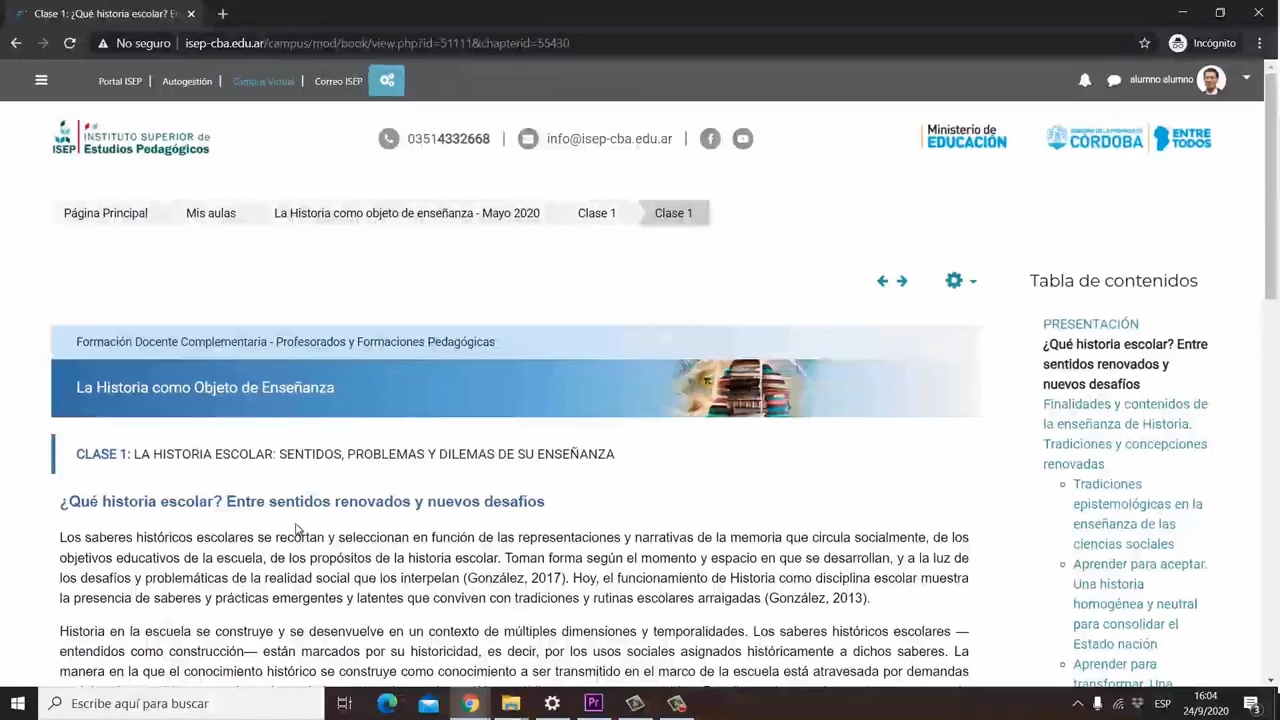 Clase 1: ¿Qué historia escolar? E
No seguro
isep-cba.edu.ar/campus/mod/book/view.php?id=51111&chapterid=55430
Incógnito
Portal ISEP | Autogestión | Campus Virtual | Correo ISEP
alumno alumno
ISEP
INSTITUTO SUPERIOR de
Estudios Pedagógicos
03514332668 | info@isep-cba.edu.ar |
Ministerio de
EDUCACIÓN
GOBIERNO DE LA PROVINCIA DE
CÓRDOBA
ENTRE
TODOS
Página Principal
Mis aulas
La Historia como objeto de enseñanza - Mayo 2020
Clase 1
Clase 1
Tabla de contenidos
PRESENTACIÓN
¿Qué historia escolar? Entre
sentidos renovados y
nuevos desafíos
Finalidades y contenidos de
la enseñanza de Historia.
Tradiciones y concepciones
renovadas
Tradiciones
epistemológicas en la
enseñanza de las
ciencias sociales
Aprender para aceptar.
Una historia
homogénea y neutral
para consolidar el
Estado nación
Aprender para
transformar. Una
Formación Docente Complementaria - Profesorados y Formaciones Pedagógicas
La Historia como Objeto de Enseñanza
CLASE 1: LA HISTORIA ESCOLAR: SENTIDOS, PROBLEMAS Y DILEMAS DE SU ENSEÑANZA
¿Qué historia escolar? Entre sentidos renovados y nuevos desafíos
Los saberes históricos escolares se recortan y seleccionan en función de las representaciones y narrativas de la memoria que circula socialmente, de los
objetivos educativos de la escuela, de los propósitos de la historia escolar. Toman forma según el momento y espacio en que se desarrollan, y a la luz de
los desafíos y problemáticas de la realidad social que los interpelan (González, 2017). Hoy, el funcionamiento de Historia como disciplina escolar muestra
la presencia de saberes y prácticas emergentes y latentes que conviven con tradiciones y rutinas escolares arraigadas (González, 2013).
Historia en la escuela se construye y se desenvuelve en un contexto de múltiples dimensiones y temporalidades. Los saberes históricos escolares —
entendidos como construcción— están marcados por su historicidad, es decir, por los usos sociales asignados históricamente a dichos saberes. La
manera en la que el conocimiento histórico se construye como conocimiento a ser transmitido en el marco de la escuela está atravesada por demandas
Escribe aquí para buscar
Pr
ESP
16:04
24/9/2020
3